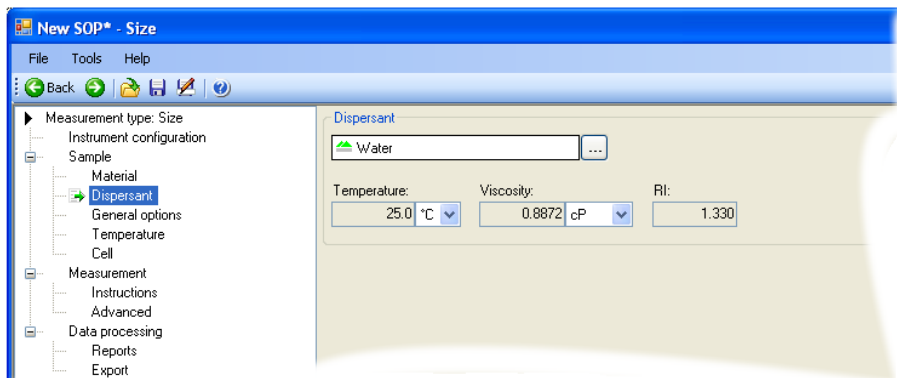 New SOP* - Size
File Tools Help
Back
Measurement type: Size
Instrument configuration
Sample
Material
Dispersant
General options
Temperature
Cell
Measurement
Instructions
Advanced
Data processing
Reports
Export
Dispersant
Water ...
Temperature: Viscosity: RI:
25.0 °C 0.8872 cP 1.330